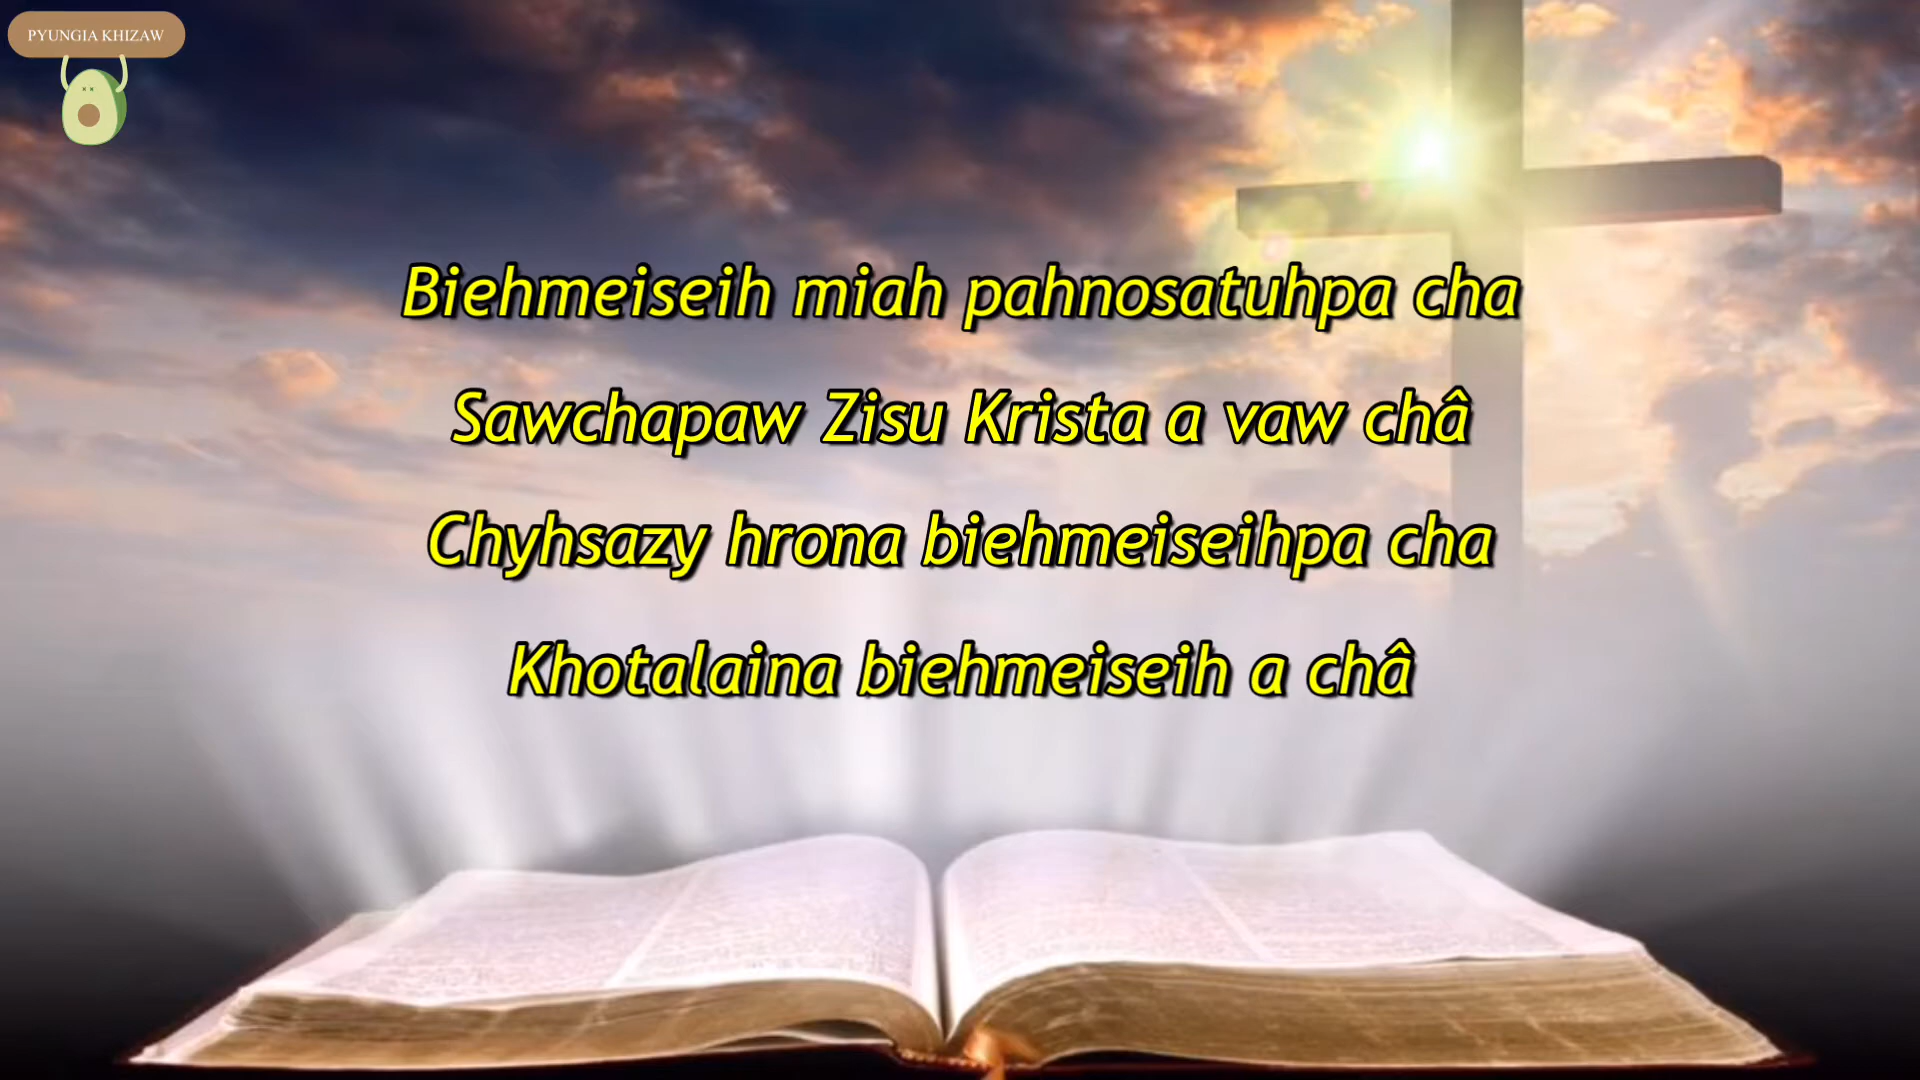 PYUNGIA KHIZAW
Biehmeiseih miah pahnosatuhpa cha
Sawchapaw Zisu Krista a vaw châ
Chyhsazy hrona biehmeiseihpa cha
Khotalaina biehmeiseih a châ